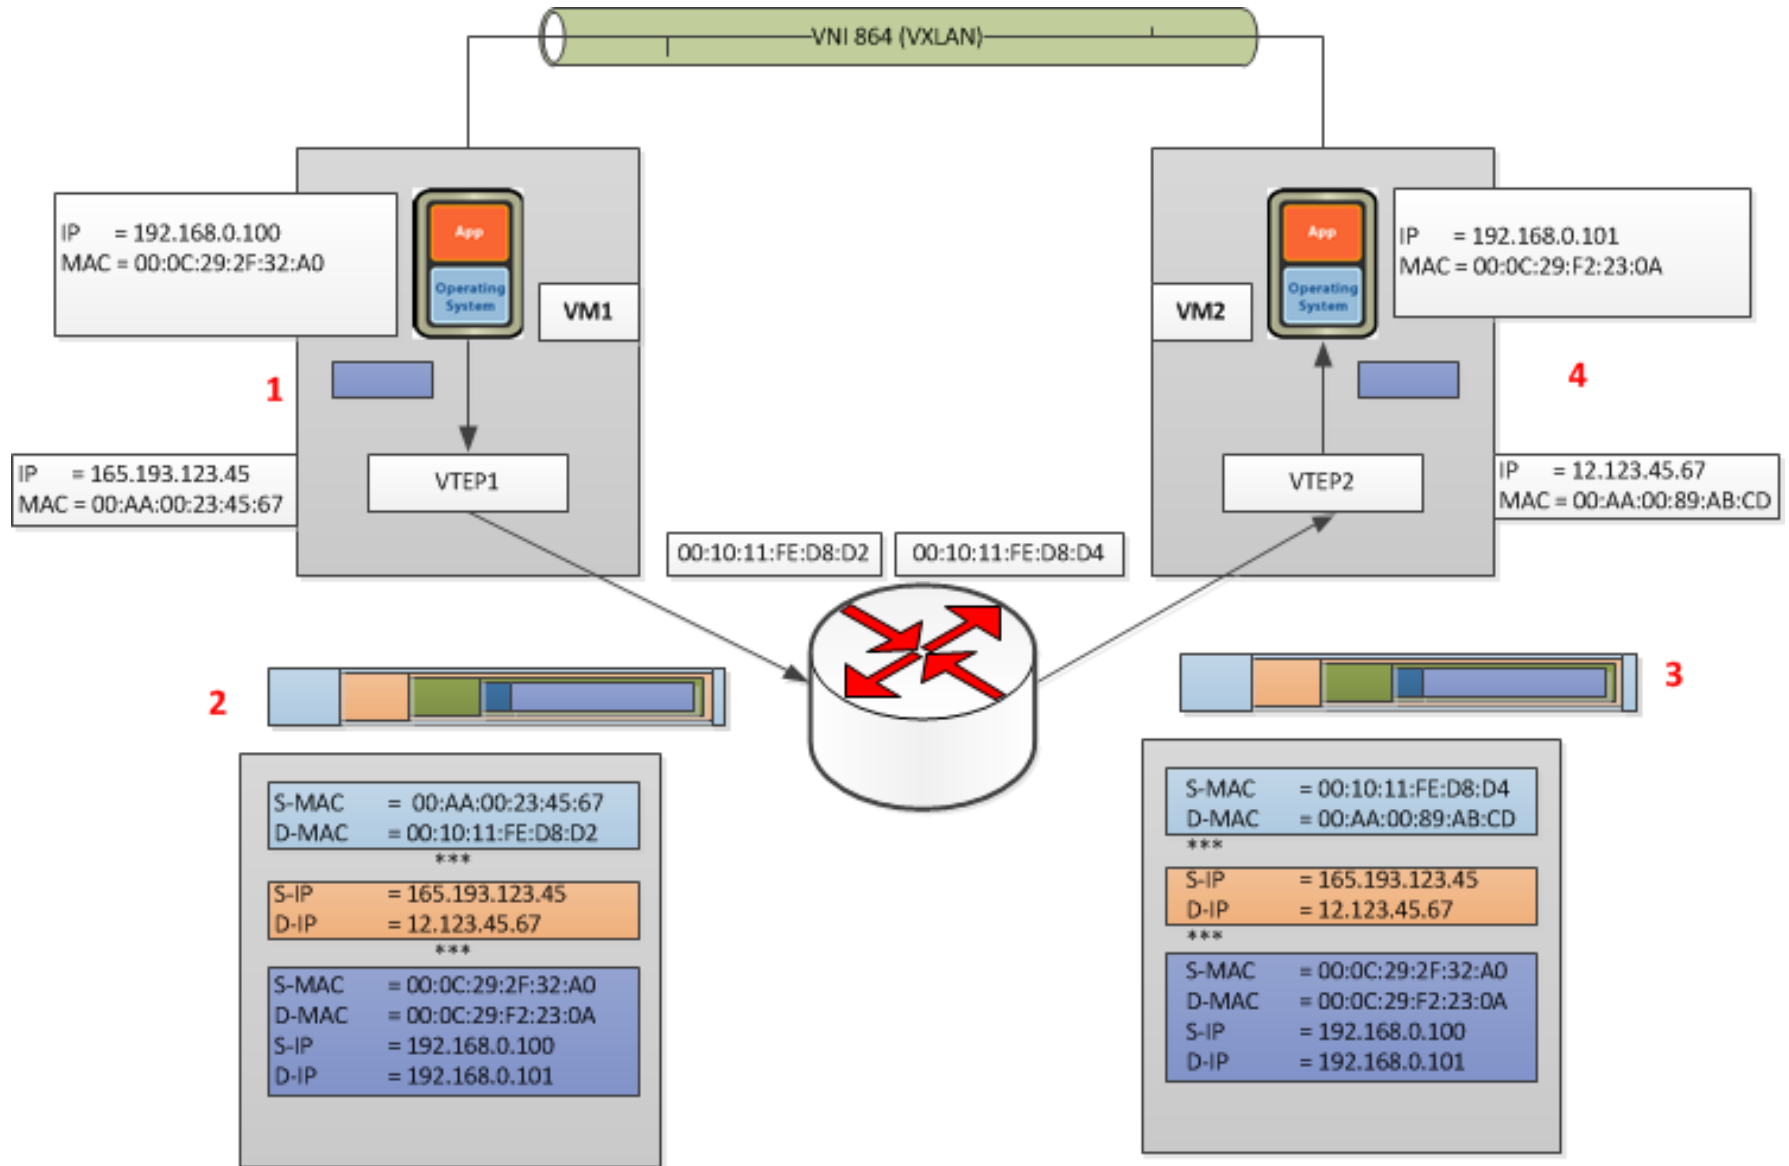 VNI 864 (VXLAN)
IP = 192.168.0.100
MAC = 00:0C:29:2F:32:A0
App
Operating
System
VM1
1
IP = 165.193.123.45
MAC = 00:AA:00:23:45:67
VTEP1
VM2
App
Operating
System
IP = 192.168.0.101
MAC = 00:0C:29:F2:23:0A
4
VTEP2
IP = 12.123.45.67
MAC = 00:AA:00:89:AB:CD
00:10:11:FE:D8:D2
00:10:11:FE:D8:D4
2
S-MAC = 00:AA:00:23:45:67
D-MAC = 00:10:11:FE:D8:D2
***
S-IP = 165.193.123.45
D-IP = 12.123.45.67
***
S-MAC = 00:0C:29:2F:32:A0
D-MAC = 00:0C:29:F2:23:0A
S-IP = 192.168.0.100
D-IP = 192.168.0.101
3
S-MAC = 00:10:11:FE:D8:D4
D-MAC = 00:AA:00:89:AB:CD
***
S-IP = 165.193.123.45
D-IP = 12.123.45.67
***
S-MAC = 00:0C:29:2F:32:A0
D-MAC = 00:0C:29:F2:23:0A
S-IP = 192.168.0.100
D-IP = 192.168.0.101